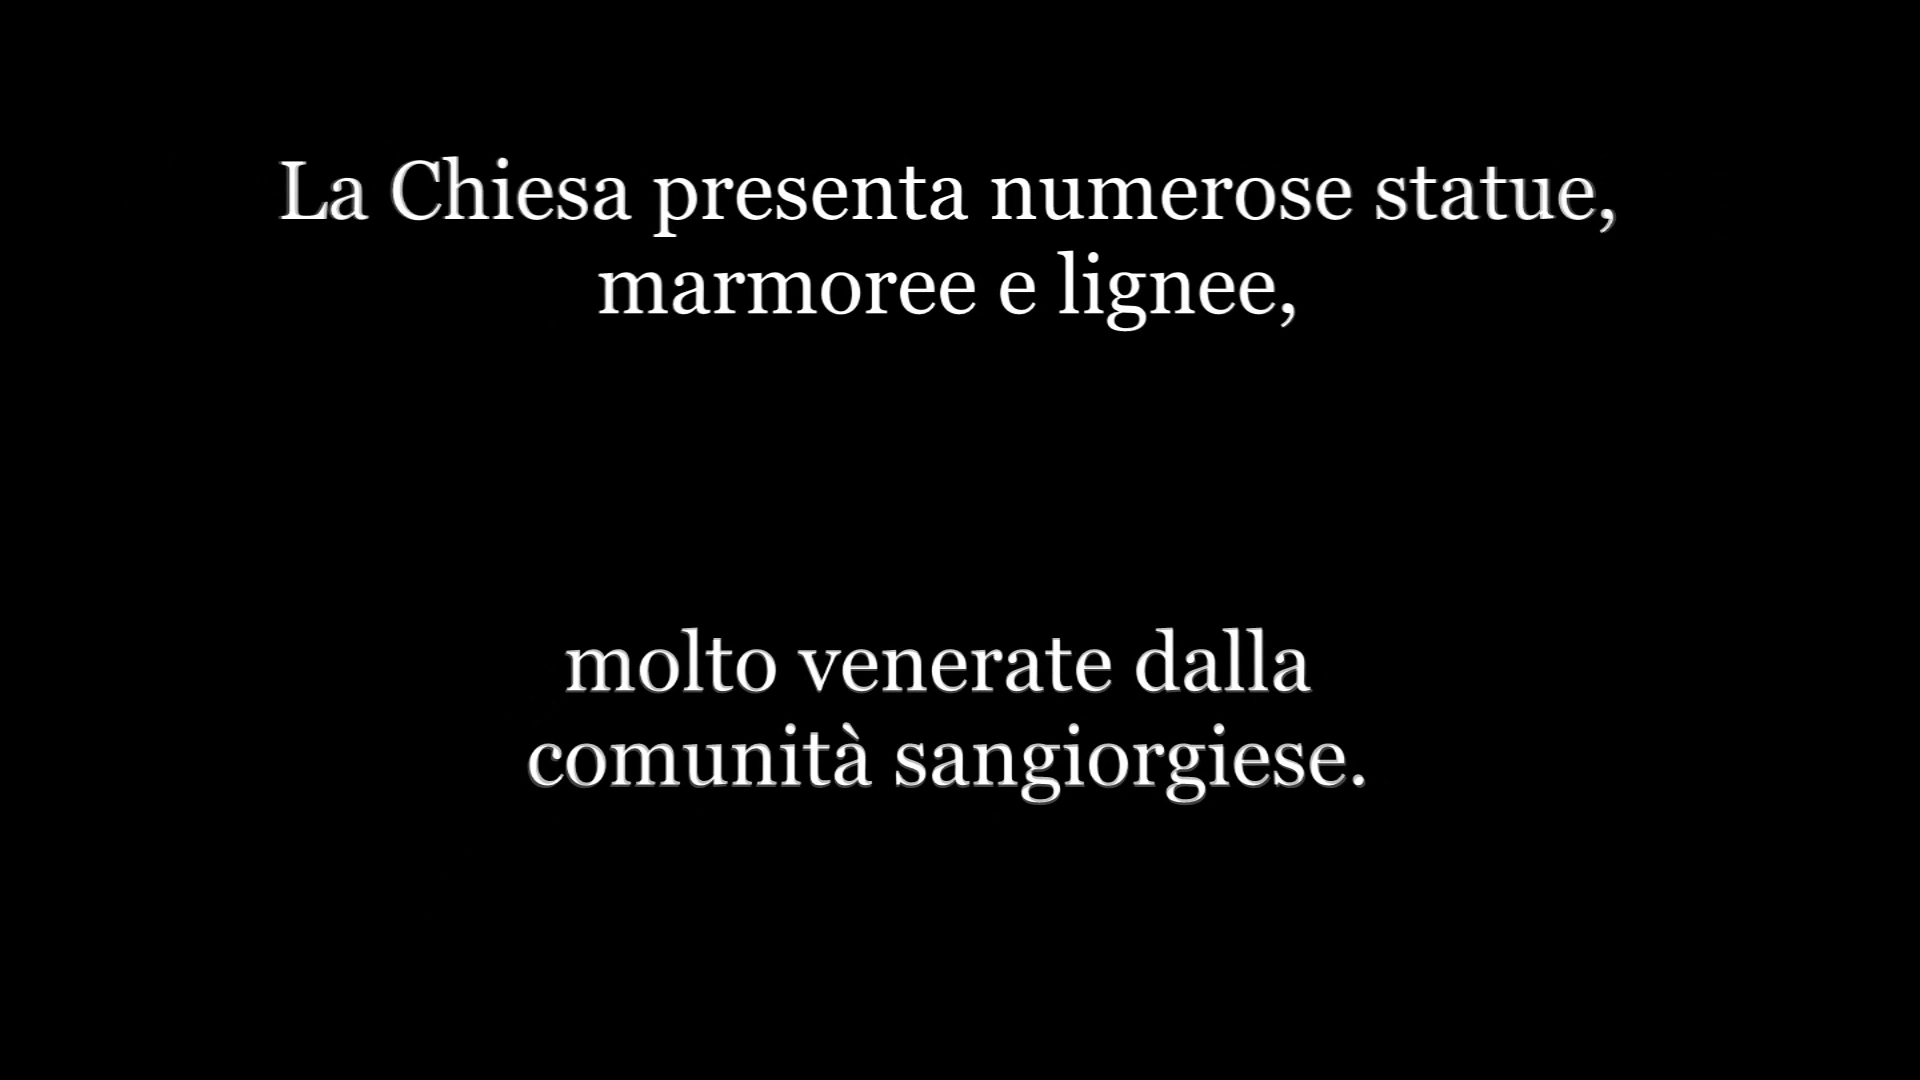 La Chiesa presenta numerose statue,
marmoree e lignee,
molto venerate dalla
comunità sangiorgiese.